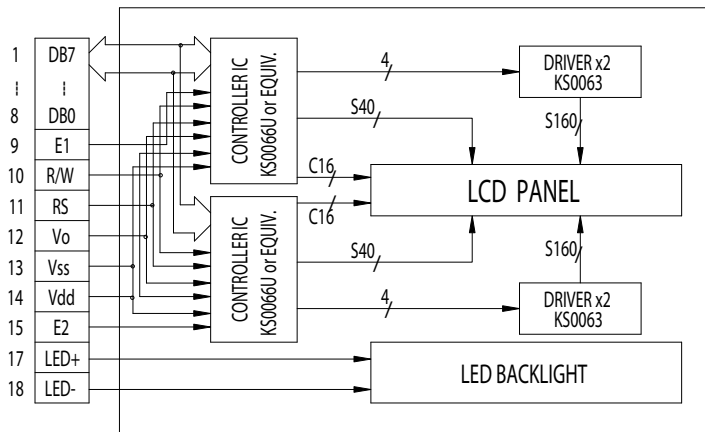 1 DB7
8 DB0
9 E1
10 R/W
11 RS
12 Vo
13 Vss
14 Vdd
15 E2
17 LED+
18 LED-
CONTROLLER IC
KS0066U or EQUIV.
CONTROLLER IC
KS0066U or EQUIV.
4
S40
C16
C16
S40
4
DRIVER x2
KS0063
S160
LCD PANEL
S160
DRIVER x2
KS0063
LED BACKLIGHT